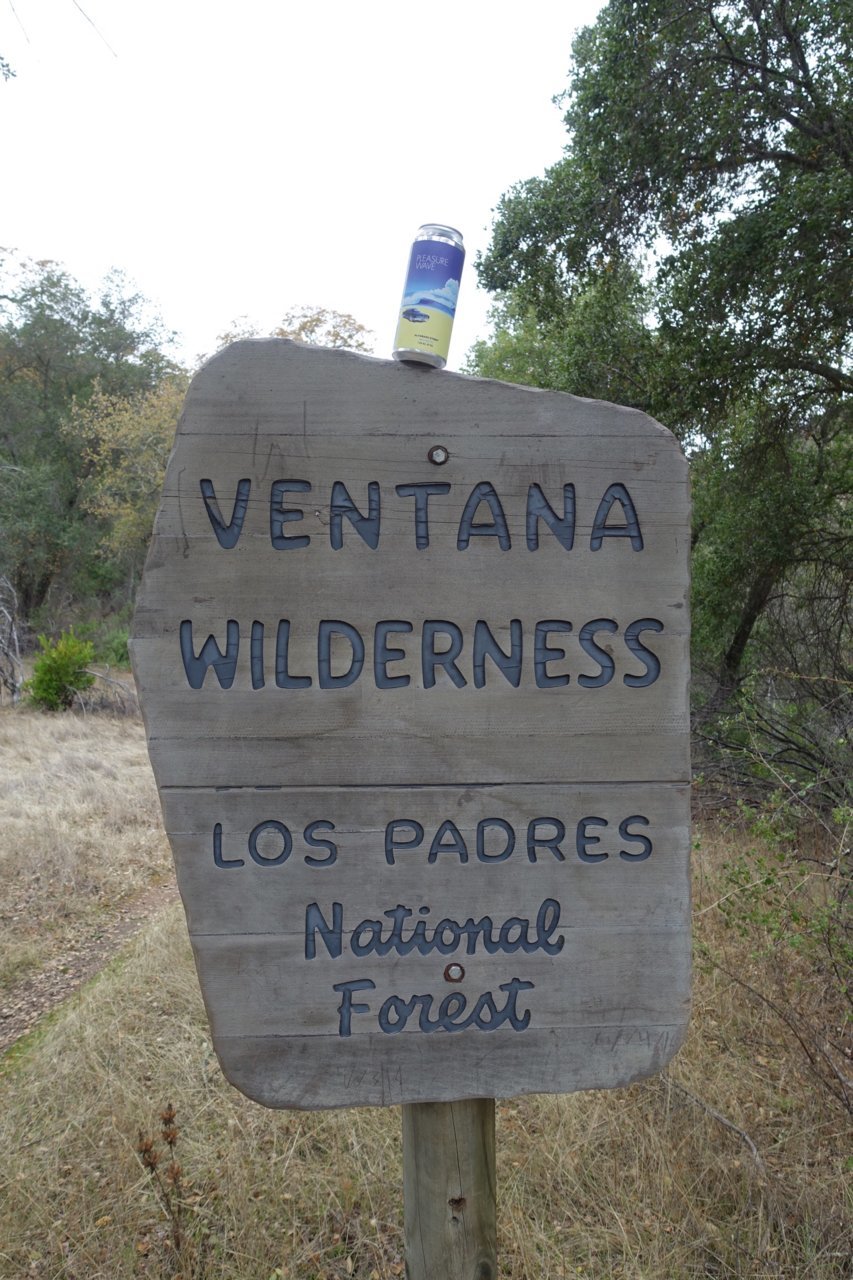 PLEASURE
WAVE
VENTANA
WILDERNESS
LOS PADRES
National
Forest